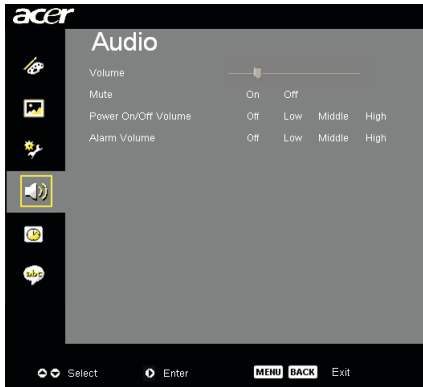 acer
Audio
Volume
Mute On Off
Power On/Off Volume Off Low Middle High
Alarm Volume Off Low Middle High
abc
Select Enter MENU BACK Exit